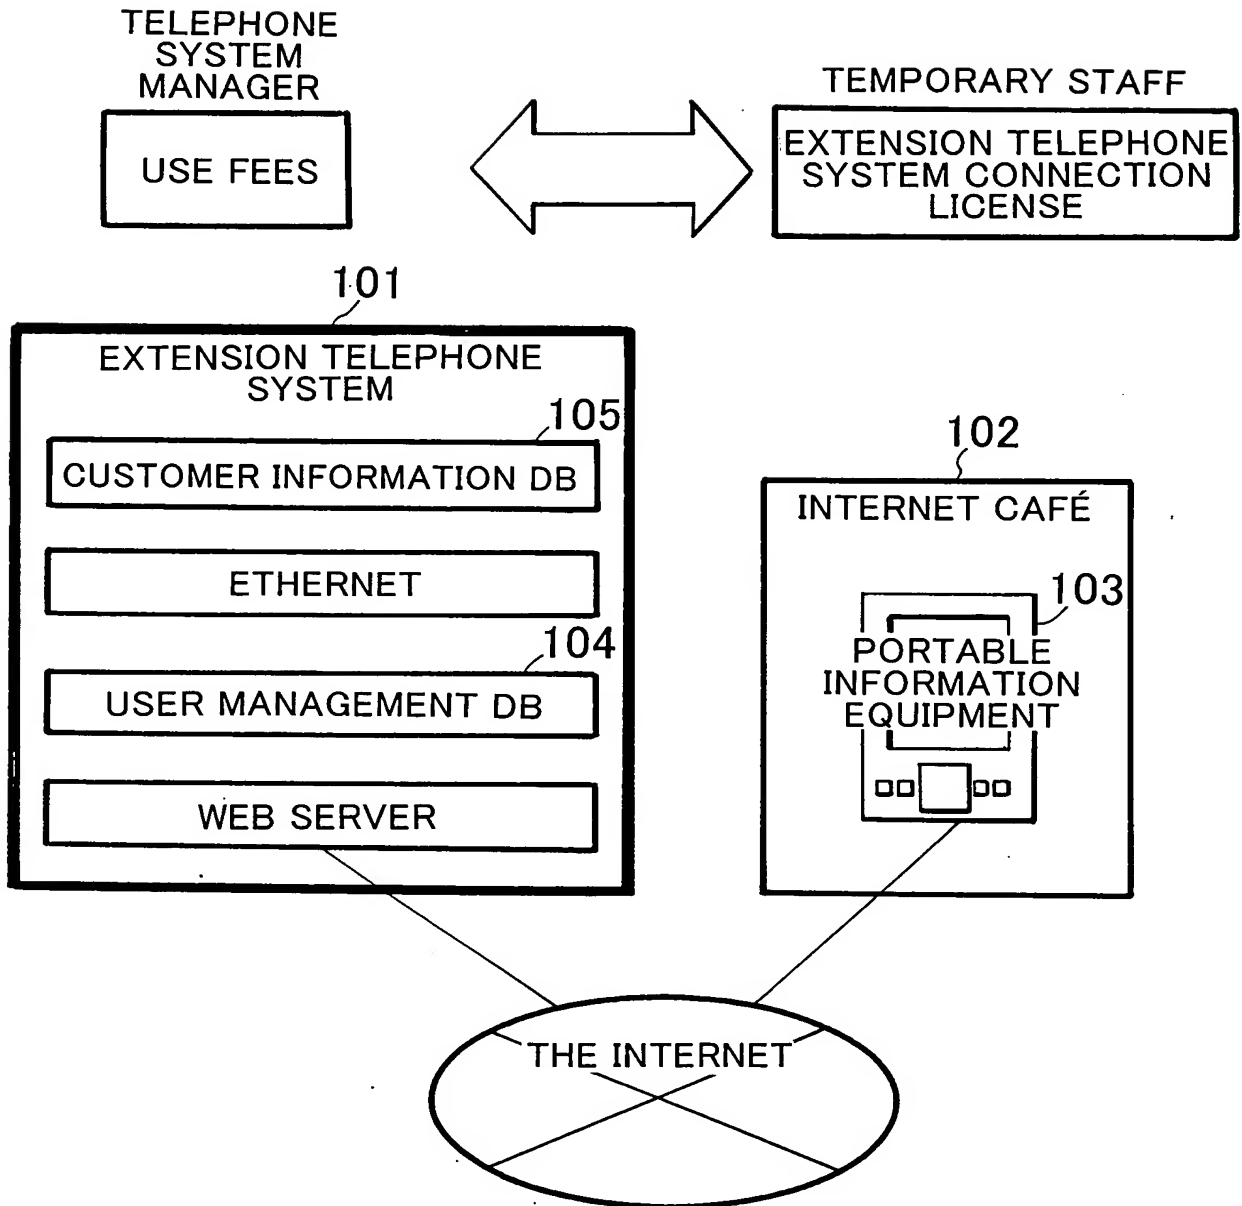 TELEPHONE
SYSTEM
MANAGER
USE FEES
TEMPORARY STAFF
EXTENSION TELEPHONE
SYSTEM CONNECTION
LICENSE
101
EXTENSION TELEPHONE
SYSTEM
105
CUSTOMER INFORMATION DB
ETHERNET
104
USER MANAGEMENT DB
WEB SERVER
102
INTERNET CAFÉ
103
PORTABLE
INFORMATION
EQUIPMENT
THE INTERNET